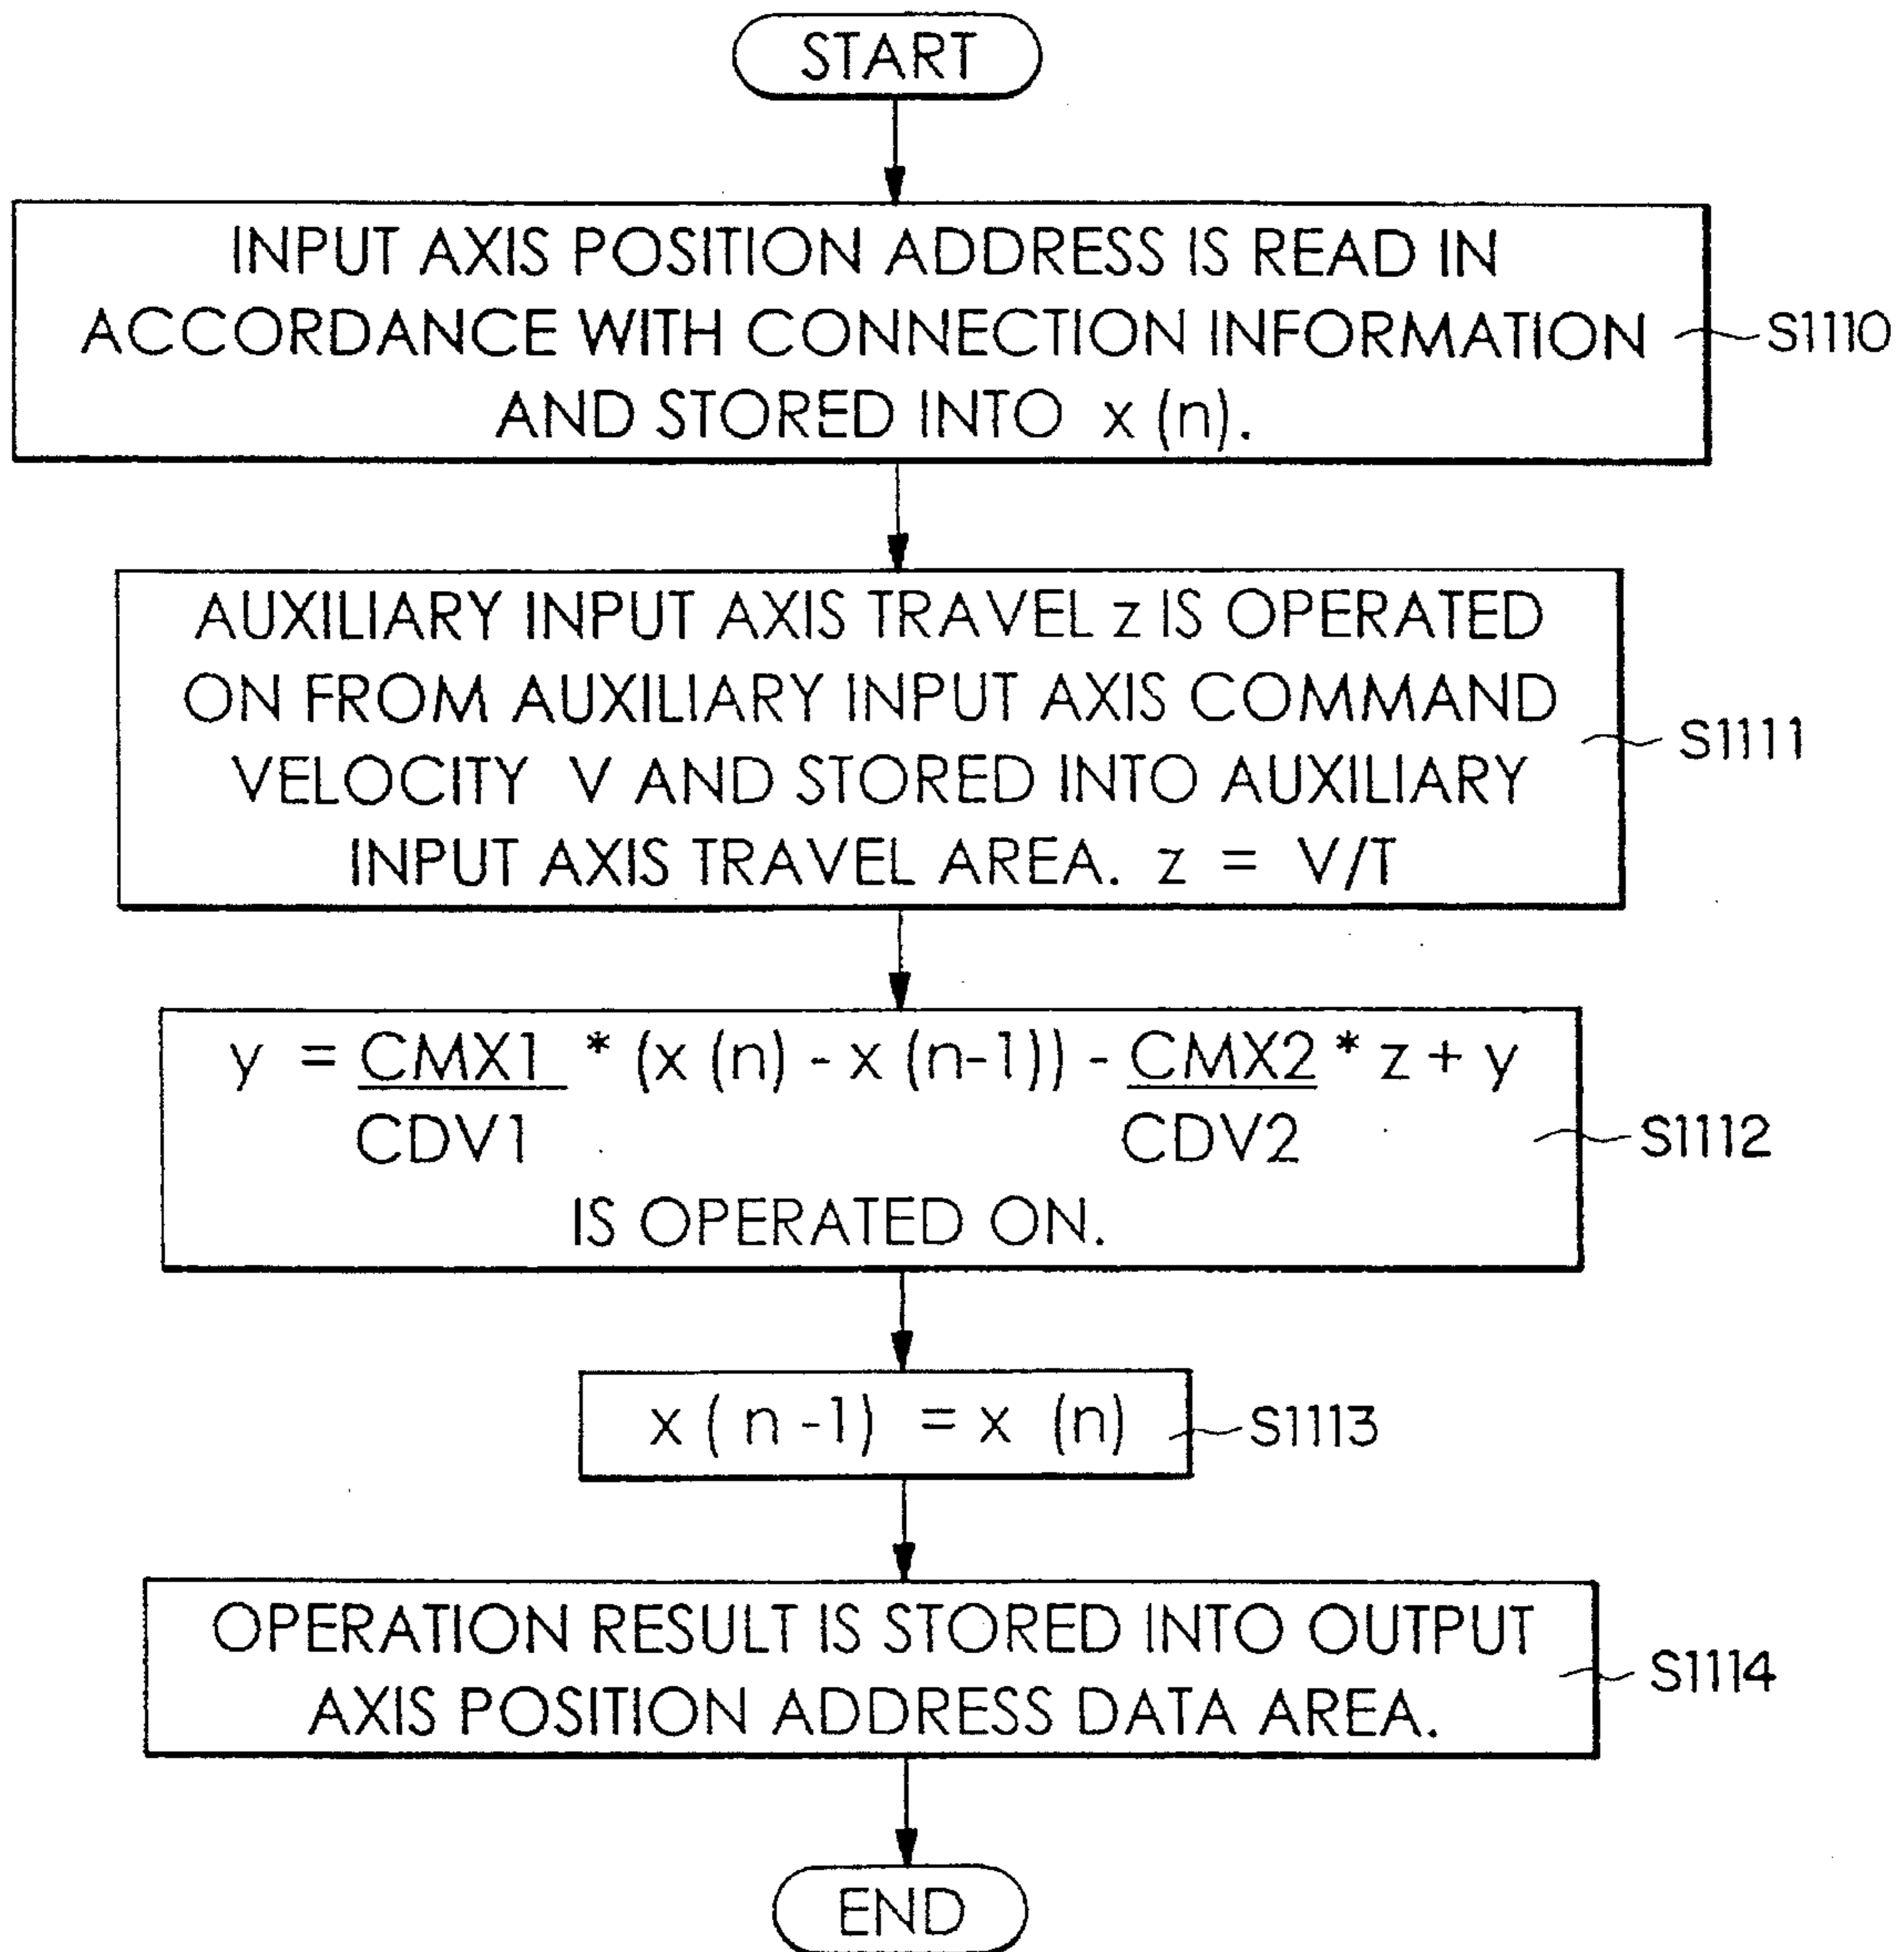 START
INPUT AXIS POSITION ADDRESS IS READ IN
ACCORDANCE WITH CONNECTION INFORMATION
AND STORED INTO x (n).
S1110
AUXILIARY INPUT AXIS TRAVEL z IS OPERATED
ON FROM AUXILIARY INPUT AXIS COMMAND
VELOCITY V AND STORED INTO AUXILIARY
INPUT AXIS TRAVEL AREA. z = V/T
S1111
y = CMX1 * (x (n) - x (n-1)) - CMX2 * z + y
CDV1 CDV2
IS OPERATED ON.
S1112
x ( n -1) = x (n)
S1113
OPERATION RESULT IS STORED INTO OUTPUT
AXIS POSITION ADDRESS DATA AREA.
S1114
END